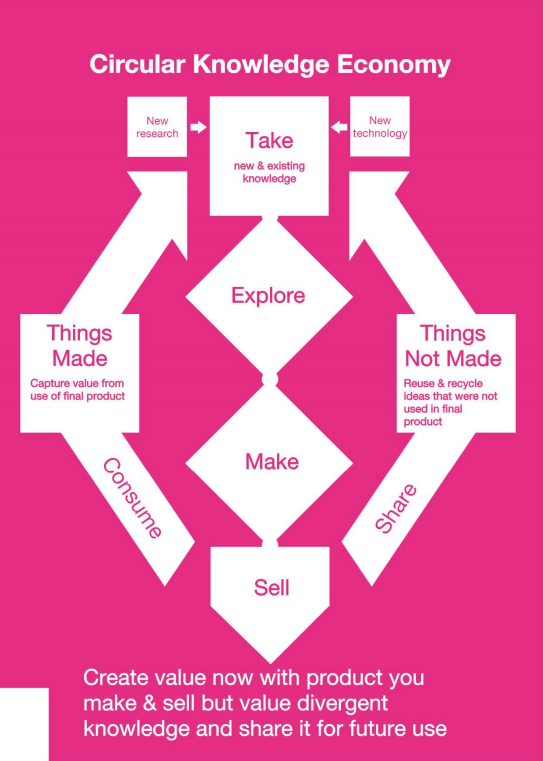 Circular Knowledge Economy
New
research
Take
new & existing
knowledge
New
technology
Explore
Things
Made
Capture value from
use of final product
Things
Not Made
Reuse & recycle
ideas that were not
used in final
product
Make
Consume
Share
Sell
Create value now with product you
make & sell but value divergent
knowledge and share it for future use